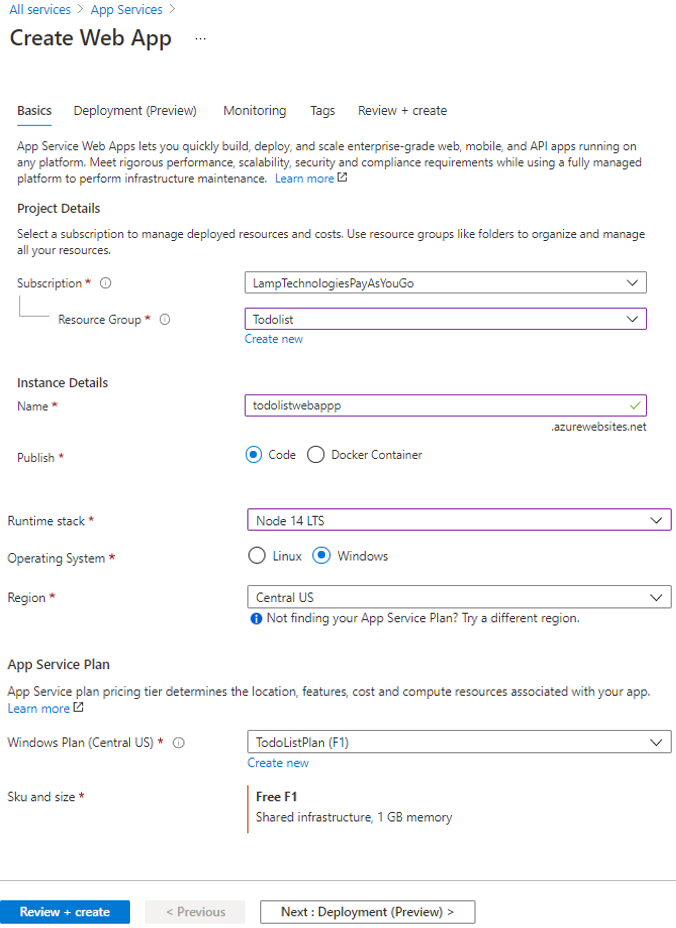 All services > App Services >
Create Web App ...
Basics Deployment (Preview) Monitoring Tags Review + create
App Service Web Apps lets you quickly build, deploy, and scale enterprise-grade web, mobile, and API apps running on
any platform. Meet rigorous performance, scalability, security and compliance requirements while using a fully managed
platform to perform infrastructure maintenance. Learn more
Project Details
Select a subscription to manage deployed resources and costs. Use resource groups like folders to organize and manage
all your resources.
Subscription * LampTechnologiesPayAsYouGo
Resource Group * Todolist
Create new
Instance Details
Name * todolistwebappp
.azurewebsites.net
Publish * Code Docker Container
Runtime stack * Node 14 LTS
Operating System * Linux Windows
Region * Central US
Not finding your App Service Plan? Try a different region.
App Service Plan
App Service plan pricing tier determines the location, features, cost and compute resources associated with your app.
Learn more
Windows Plan (Central US) * TodoListPlan (F1)
Create new
Sku and size * Free F1
Shared infrastructure, 1 GB memory
Review + create < Previous Next : Deployment (Preview) >